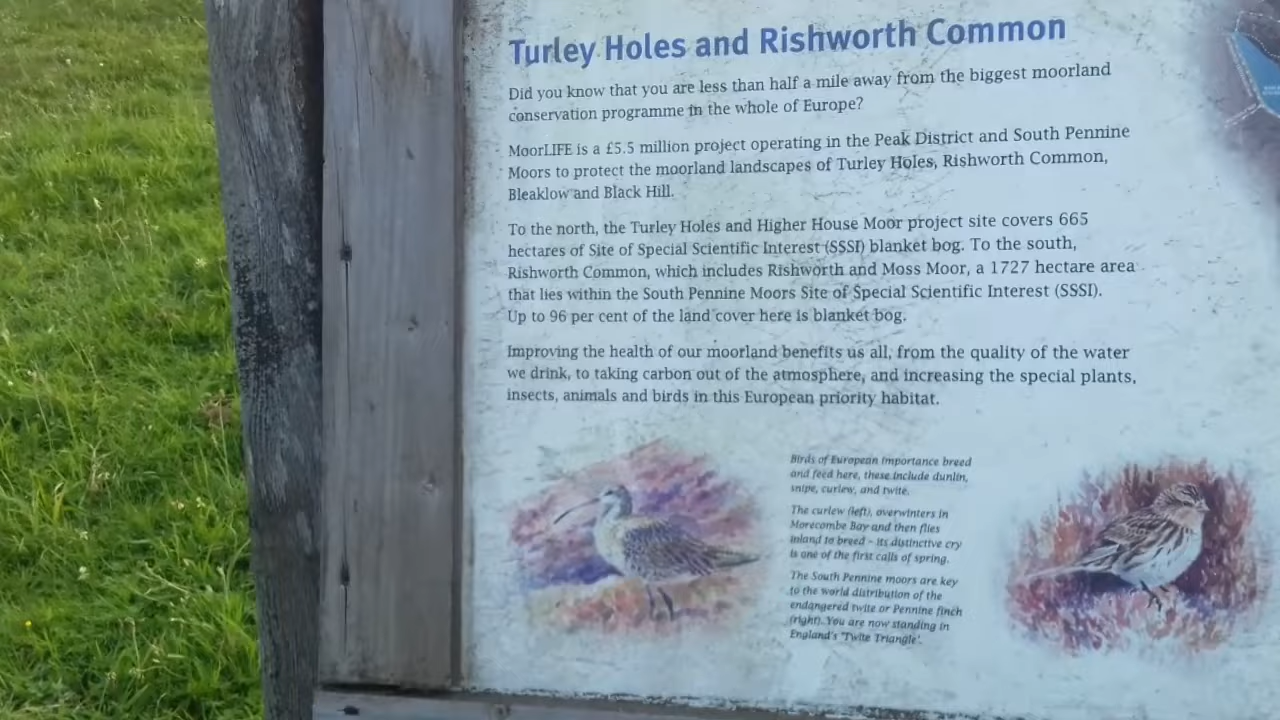 Turley Holes and Rishworth Common
Did you know that you are less than half a mile away from the biggest moorland
conservation programme in the whole of Europe?
MoorLIFE is a £5.5 million project operating in the Peak District and South Pennine
Moors to protect the moorland landscapes of Turley Holes, Rishworth Common,
Bleaklow and Black Hill.
To the north, the Turley Holes and Higher House Moor project site covers 665
hectares of Site of Special Scientific Interest (SSSI) blanket bog. To the south,
Rishworth Common, which includes Rishworth and Moss Moor, a 1727 hectare area
that lies within the South Pennine Moors Site of Special Scientific Interest (SSSI).
Up to 96 per cent of the land cover here is blanket bog.
Improving the health of our moorland benefits us all, from the quality of the water
we drink, to taking carbon out of the atmosphere, and increasing the special plants,
insects, animals and birds in this European priority habitat.
Birds of European importance breed
and feed here, these include dunlin,
snipe, curlew, and twite.
The curlew (left), overwinters in
Morecombe Bay and then flies
inland to breed - its distinctive cry
is one of the first calls of spring.
The South Pennine moors are key
to the world distribution of the
endangered twite or Pennine finch
(right). You are now standing in
England's 'Twite Triangle'.